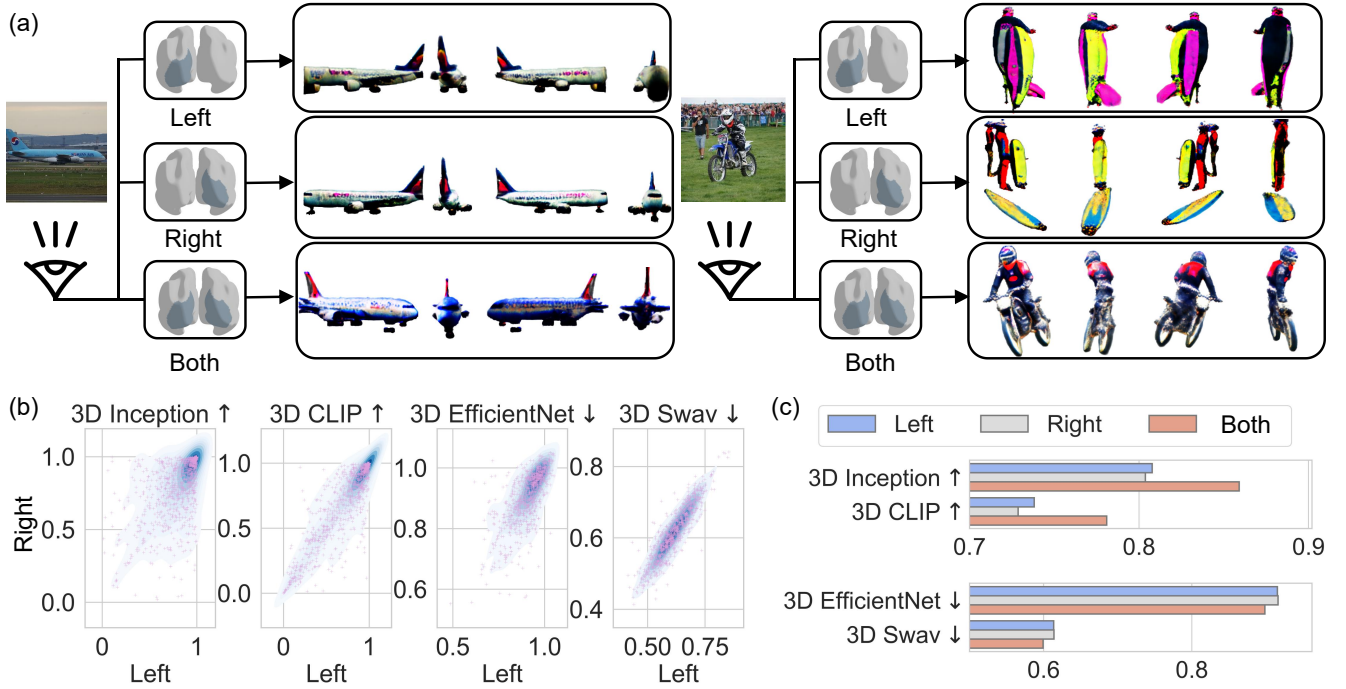 (a)
Left
Right
Both
Left
Right
Both
(b)
3D Inception ↑
3D CLIP ↑
3D EfficientNet ↓
3D Swav ↓
Right
1.0
0.5
0.0
0
1
Left
1.0
0.5
0.0
0
1
Left
1.0
0.8
0.6
0.5
1.0
Left
0.8
0.6
0.4
0.50
0.75
Left
(c)
Left
Right
Both
3D Inception ↑
3D CLIP ↑
0.7
0.8
0.9
3D EfficientNet ↓
3D Swav ↓
0.6
0.8